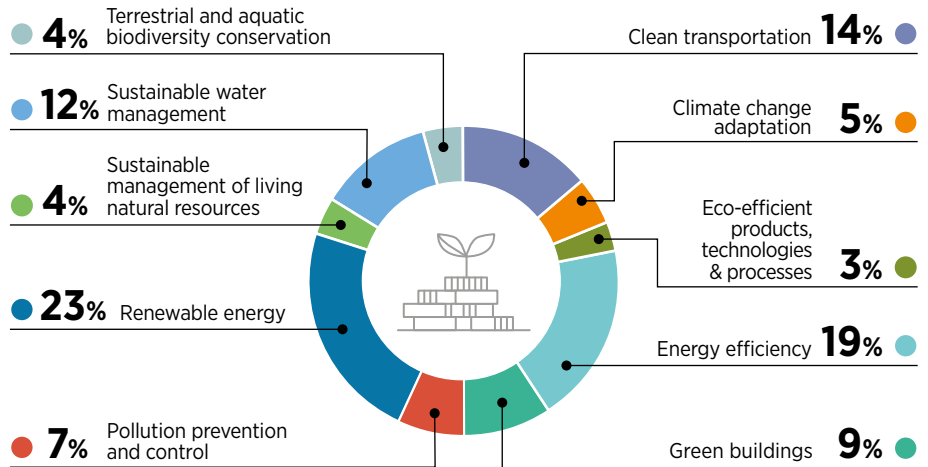 4% Terrestrial and aquatic
biodiversity conservation
12% Sustainable water
management
Sustainable
management of living
4% natural resources
23% Renewable energy
7% Pollution prevention
and control
Clean transportation 14%
Climate change
adaptation 5%
Eco-efficient
products,
technologies
& processes 3%
Energy efficiency 19%
Green buildings 9%